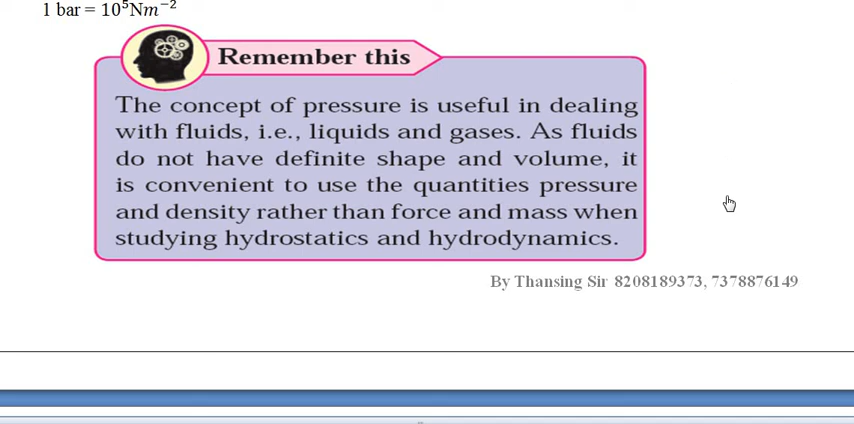 1 bar = 10⁵Nm⁻²
Remember this
The concept of pressure is useful in dealing
with fluids, i.e., liquids and gases. As fluids
do not have definite shape and volume, it
is convenient to use the quantities pressure
and density rather than force and mass when
studying hydrostatics and hydrodynamics.
By Thansing Sir 8208189373, 7378876149